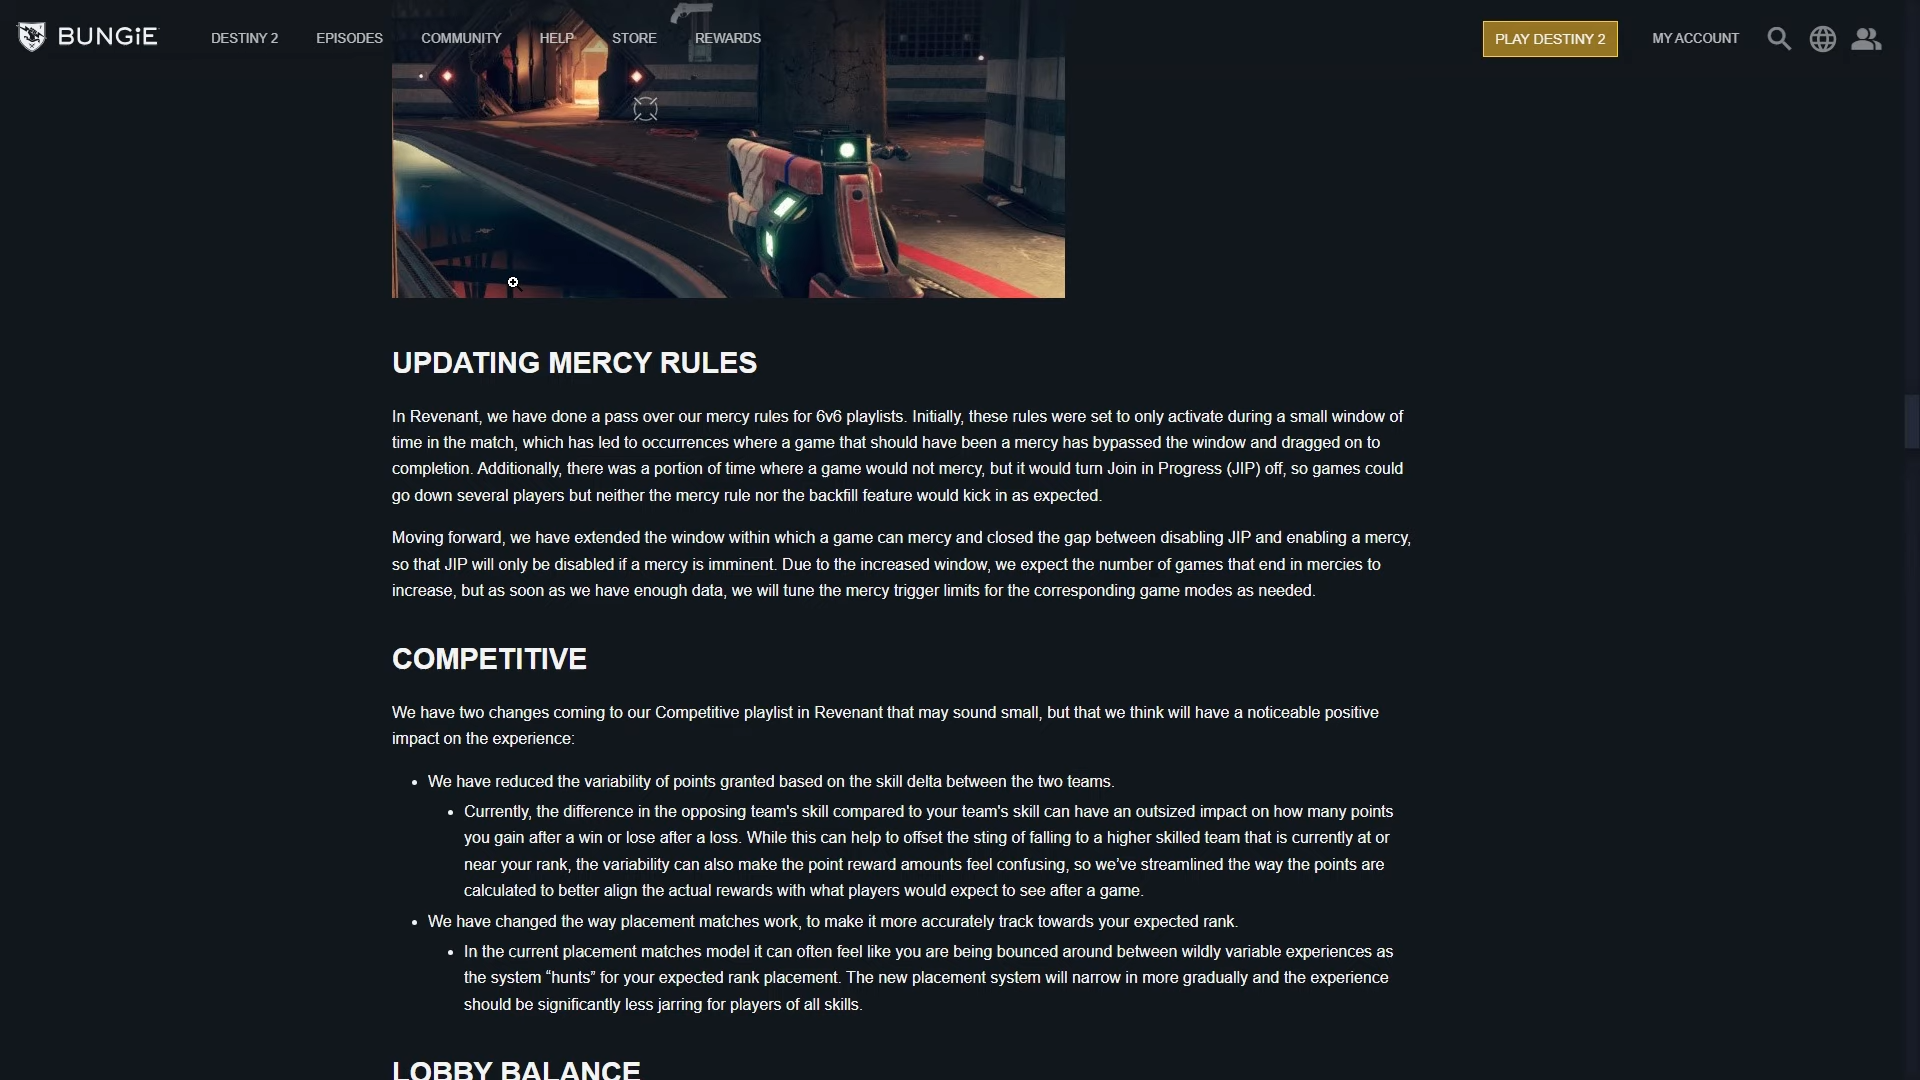 BUNGiE DESTINY 2 EPISODES COMMUNITY HELP STORE REWARDS PLAY DESTINY 2 MY ACCOUNT
UPDATING MERCY RULES
In Revenant, we have done a pass over our mercy rules for 6v6 playlists. Initially, these rules were set to only activate during a small window of
time in the match, which has led to occurrences where a game that should have been a mercy has bypassed the window and dragged on to
completion. Additionally, there was a portion of time where a game would not mercy, but it would turn Join in Progress (JIP) off, so games could
go down several players but neither the mercy rule nor the backfill feature would kick in as expected.
Moving forward, we have extended the window within which a game can mercy and closed the gap between disabling JIP and enabling a mercy,
so that JIP will only be disabled if a mercy is imminent. Due to the increased window, we expect the number of games that end in mercies to
increase, but as soon as we have enough data, we will tune the mercy trigger limits for the corresponding game modes as needed.
COMPETITIVE
We have two changes coming to our Competitive playlist in Revenant that may sound small, but that we think will have a noticeable positive
impact on the experience:
• We have reduced the variability of points granted based on the skill delta between the two teams.
• Currently, the difference in the opposing team's skill compared to your team's skill can have an outsized impact on how many points
you gain after a win or lose after a loss. While this can help to offset the sting of falling to a higher skilled team that is currently at or
near your rank, the variability can also make the point reward amounts feel confusing, so we’ve streamlined the way the points are
calculated to better align the actual rewards with what players would expect to see after a game.
• We have changed the way placement matches work, to make it more accurately track towards your expected rank.
• In the current placement matches model it can often feel like you are being bounced around between wildly variable experiences as
the system “hunts” for your expected rank placement. The new placement system will narrow in more gradually and the experience
should be significantly less jarring for players of all skills.
LOBBY BALANCE